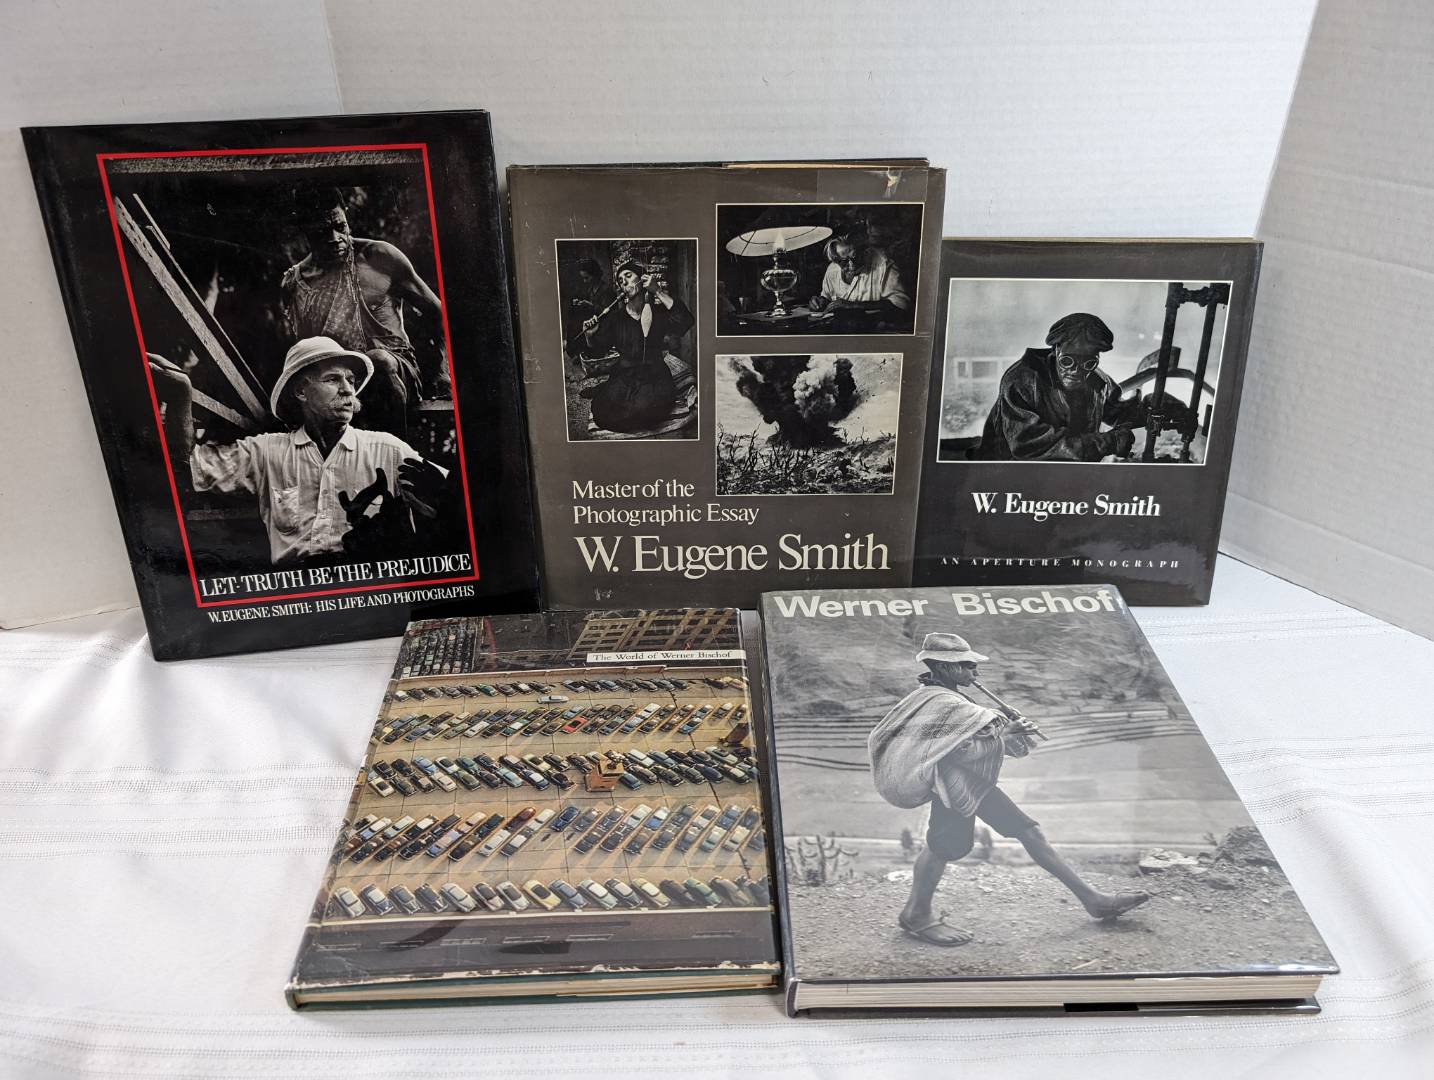 LET·TRUTH BE THE PREJUDICE
W. EUGENE SMITH: HIS LIFE AND PHOTOGRAPHS
Master of the
Photographic Essay
W. Eugene Smith
W. Eugene Smith
AN APERTURE MONOGRAPH
The World of Werner Bischof
Werner Bischof